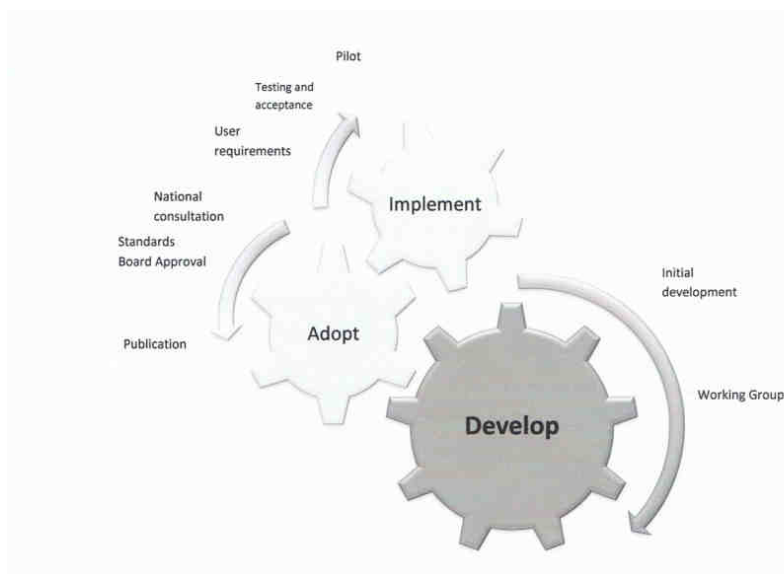 Pilot
Testing and
acceptance
User
requirements
Implement
National
consultation
Standards
Board Approval
Initial
development
Adopt
Publication
Working Group
Develop